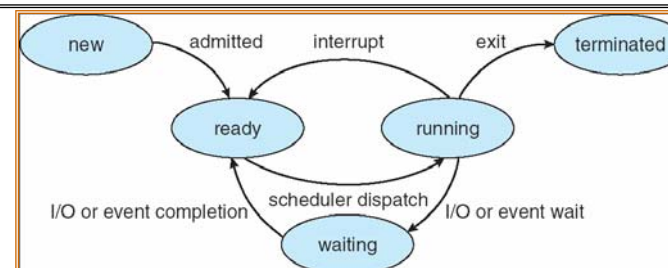 new
admitted
interrupt
exit
terminated
ready
running
scheduler dispatch
I/O or event completion
I/O or event wait
waiting